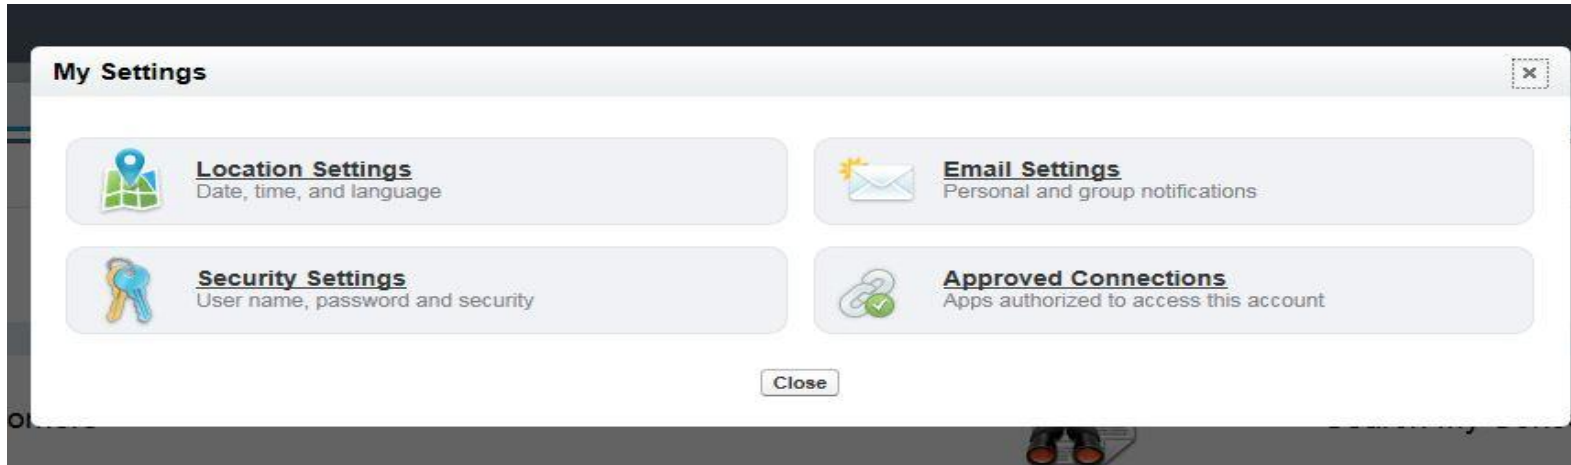 My Settings
Location Settings
Date, time, and language
Email Settings
Personal and group notifications
Security Settings
User name, password and security
Approved Connections
Apps authorized to access this account
Close